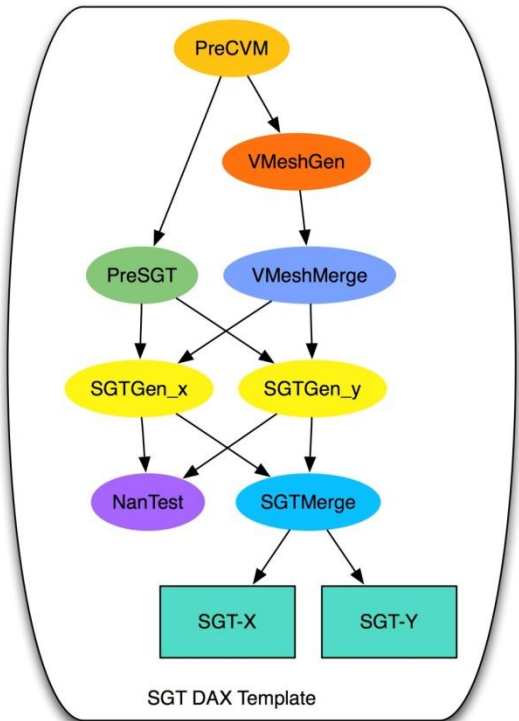 PreCVM
VMeshGen
PreSGT
VMeshMerge
SGTGen_x
SGTGen_y
NanTest
SGTMerge
SGT-X
SGT-Y
SGT DAX Template